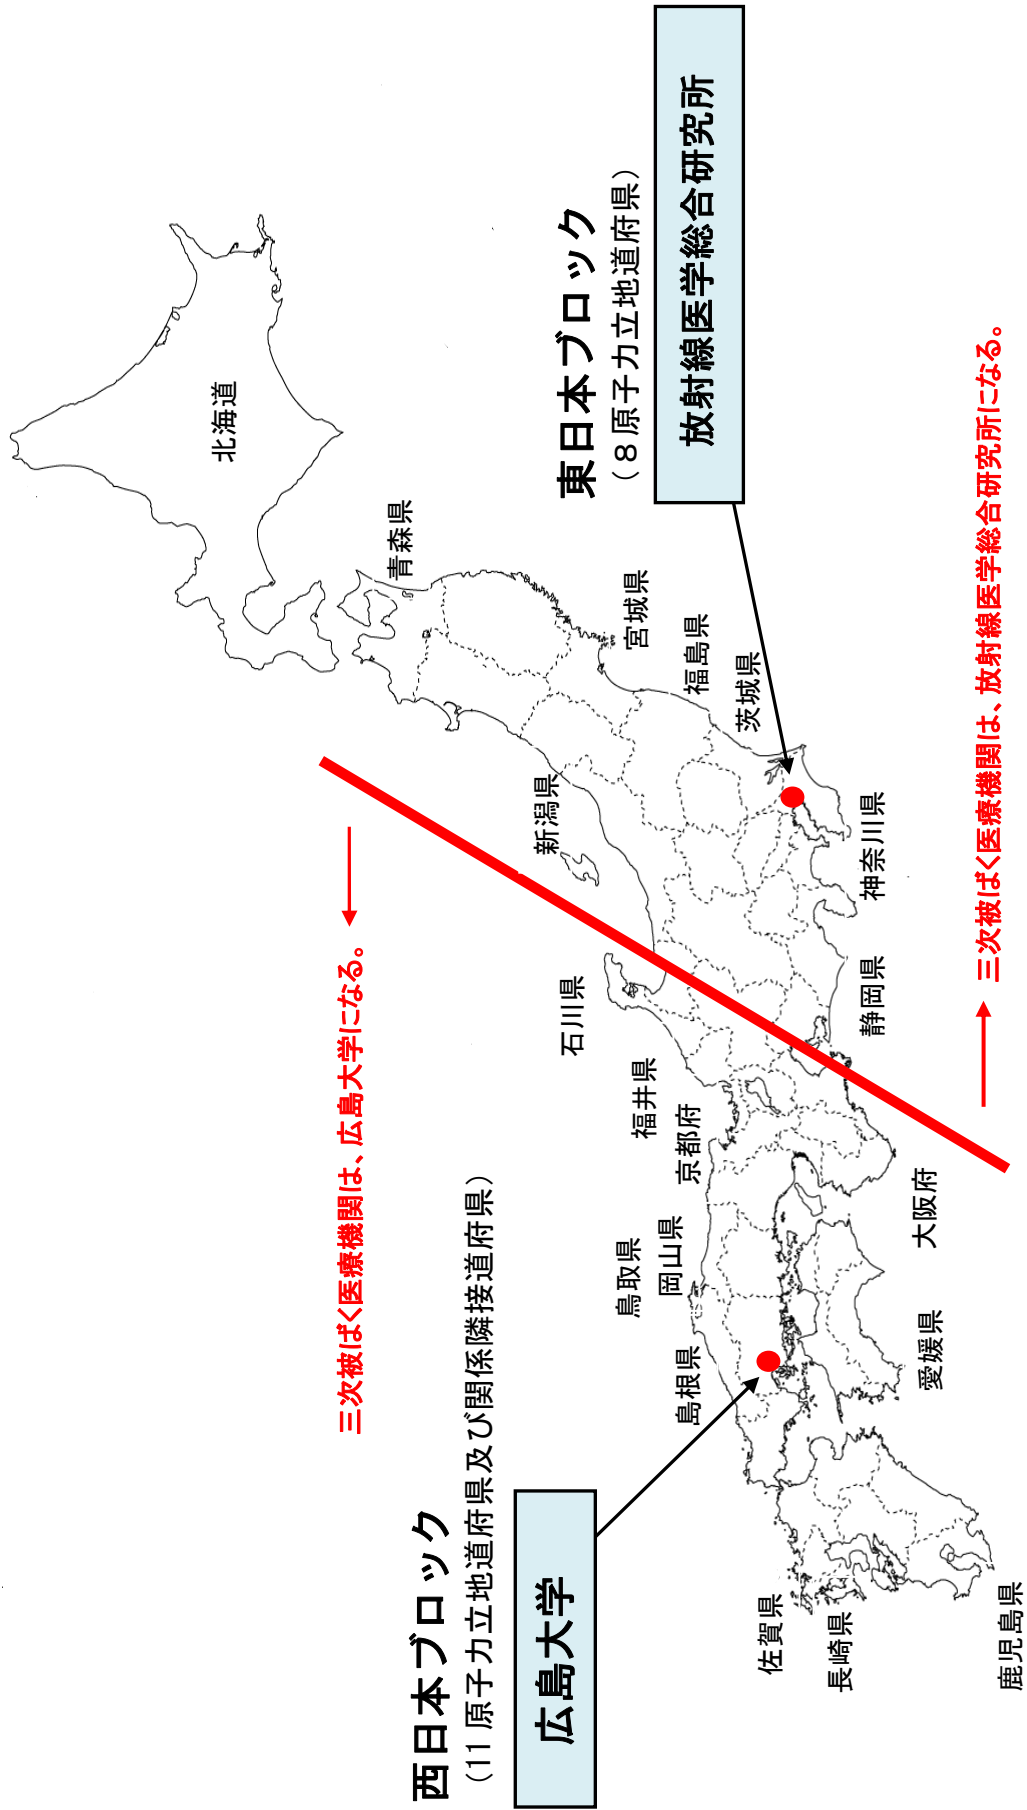 西日本ブロック
（11原子力立地道府県及び関係隣接道府県）
広島大学
三次被ばく医療機関は、広島大学になる。
東日本ブロック
（８原子力立地道府県）
放射線医学総合研究所
三次被ばく医療機関は、放射線医学総合研究所になる。
北海道
青森県
宮城県
福島県
茨城県
新潟県
神奈川県
静岡県
石川県
福井県
京都府
大阪府
鳥取県
岡山県
島根県
愛媛県
佐賀県
長崎県
鹿児島県